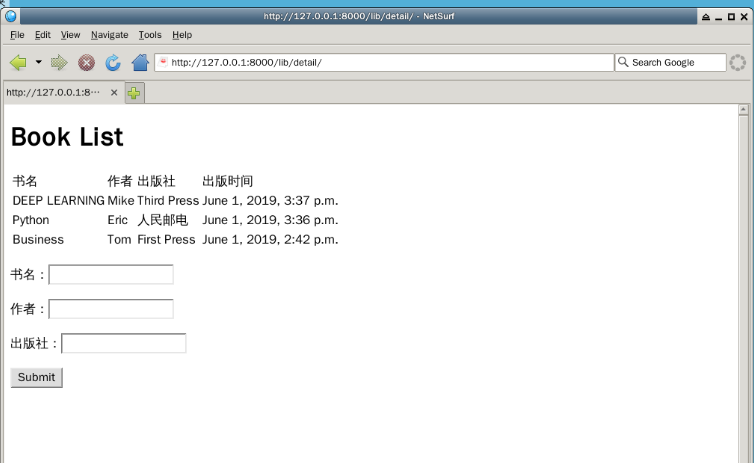 http://127.0.0.1:8000/lib/detail/ - NetSurf
File Edit View Navigate Tools Help
http://127.0.0.1:8000/lib/detail/ Search Google
http://127.0.0.1:8···
Book List
书名 作者 出版社 出版时间
DEEP LEARNING Mike Third Press June 1, 2019, 3:37 p.m.
Python Eric 人民邮电 June 1, 2019, 3:36 p.m.
Business Tom First Press June 1, 2019, 2:42 p.m.
书名：
作者：
出版社：
Submit